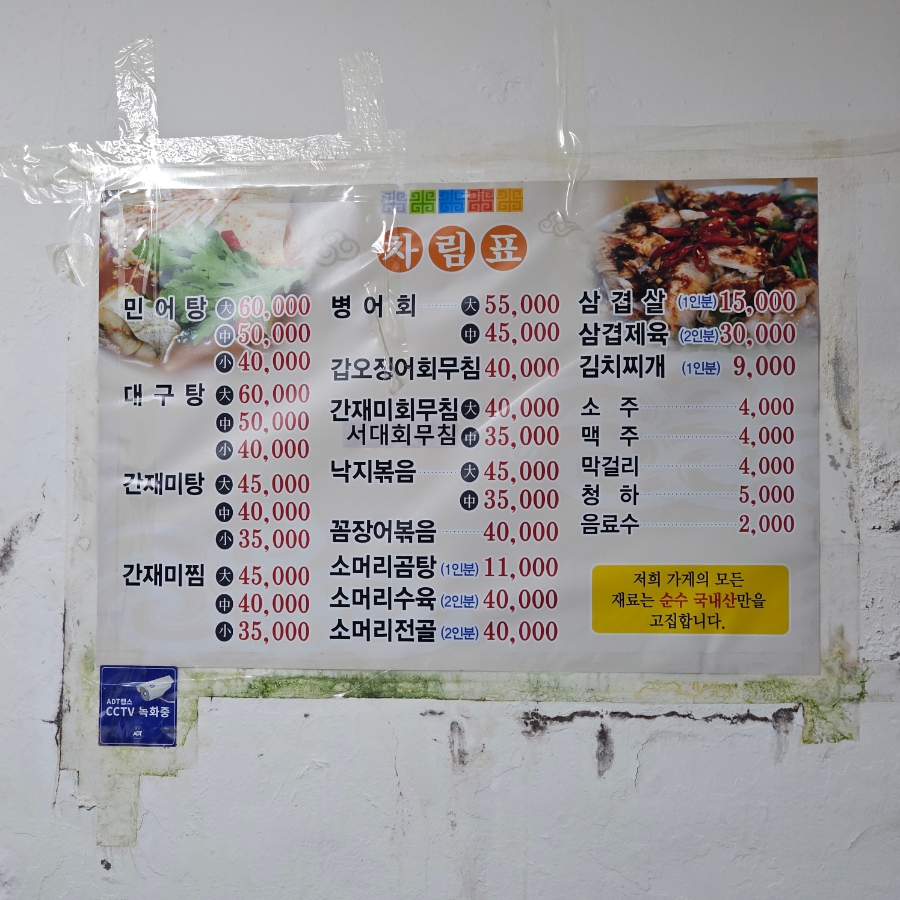 차림표
민어탕 大 60,000
中 50,000
小 40,000
대구탕 大 60,000
中 50,000
小 40,000
간재미탕 大 45,000
中 40,000
小 35,000
간재미찜 大 45,000
中 40,000
小 35,000
병어회 大 55,000
中 45,000
갑오징어회무침 40,000
간재미회무침 大 40,000
서대회무침 中 35,000
낙지볶음 大 45,000
中 35,000
꼼장어볶음 40,000
소머리곰탕 (1인분) 11,000
소머리수육 (2인분) 40,000
소머리전골 (2인분) 40,000
삼겹살 (1인분) 15,000
삼겹제육 (2인분) 30,000
김치찌개 (1인분) 9,000
소주 4,000
맥주 4,000
막걸리 4,000
청하 5,000
음료수 2,000
저희 가게의 모든
재료는 순수 국내산만을
고집합니다.
ADT캡스
CCTV 녹화중
ADT